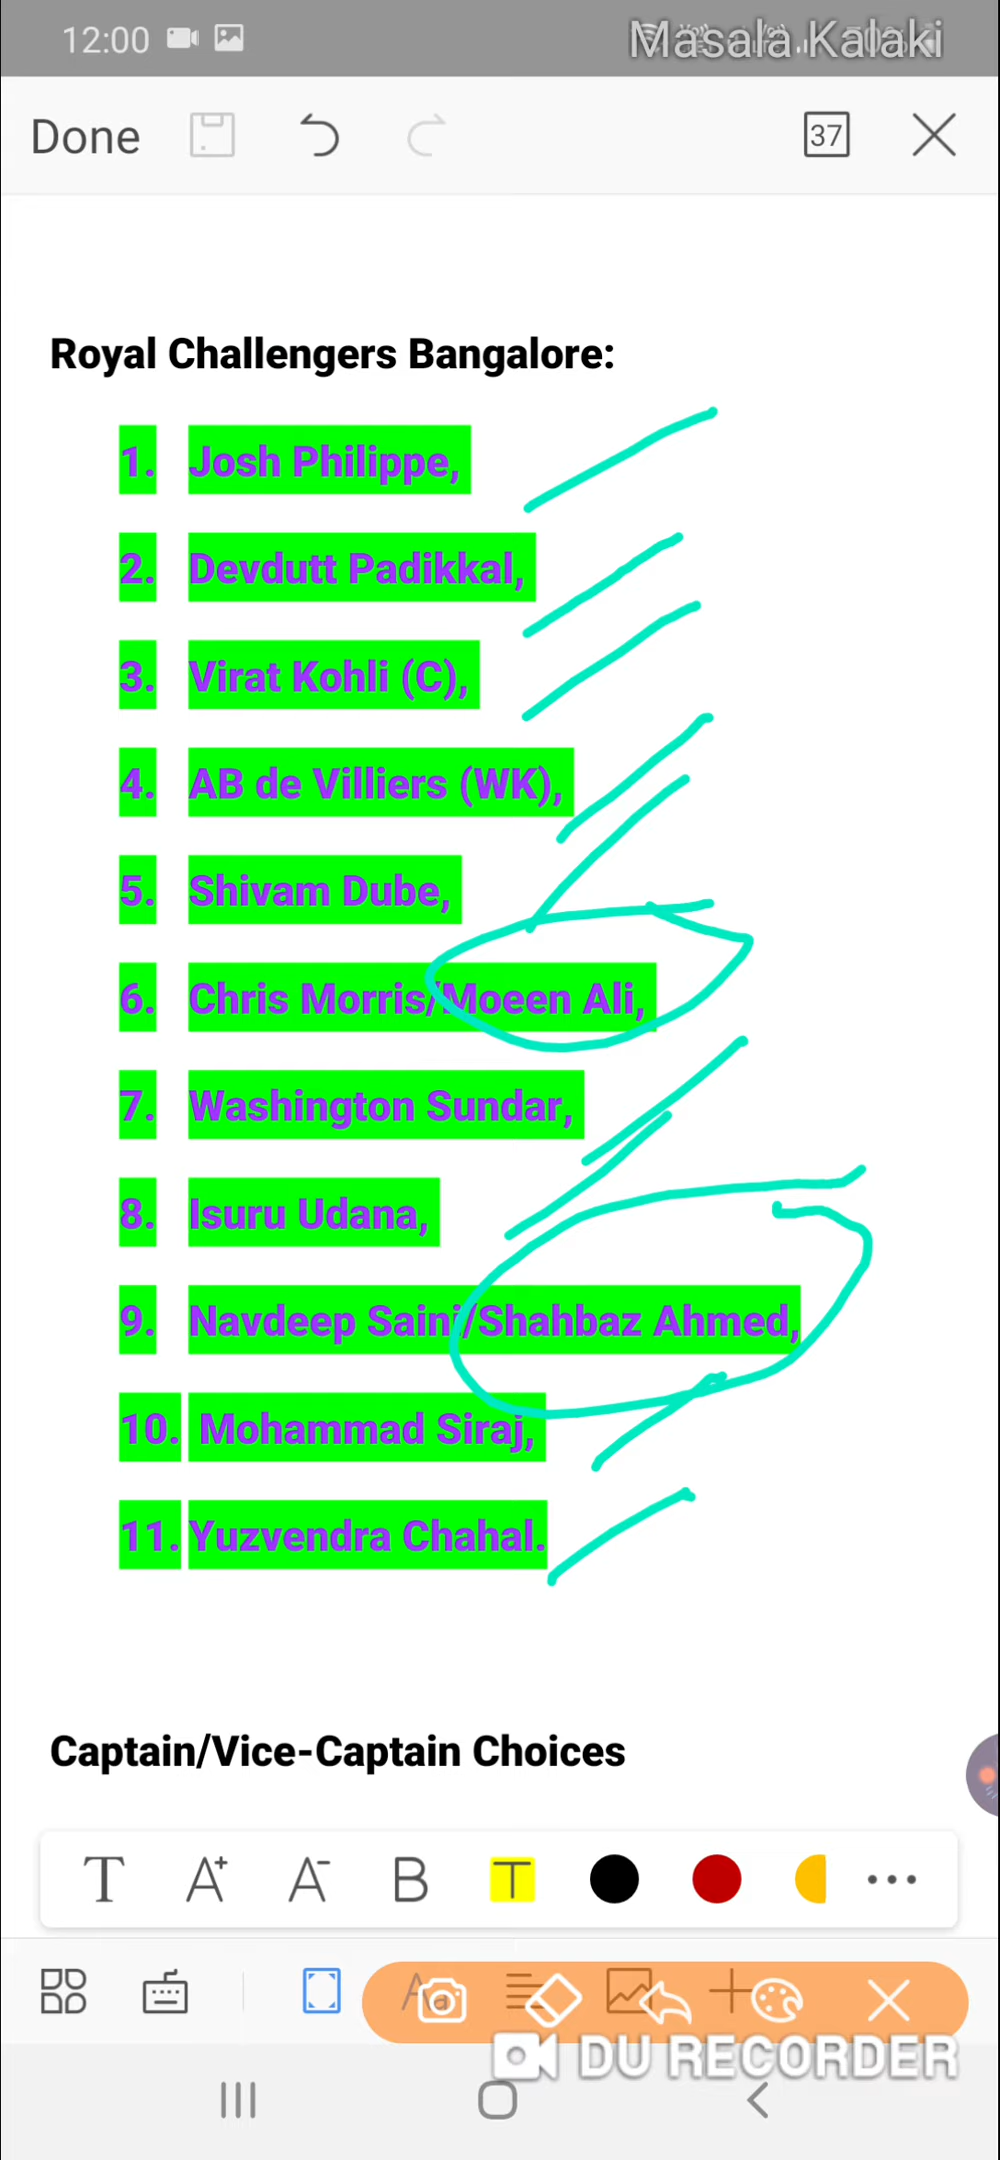 12:00
Masala Kalaki
Done
37
Royal Challengers Bangalore:
1. Josh Philippe,
2. Devdutt Padikkal,
3. Virat Kohli (C),
4. AB de Villiers (WK),
5. Shivam Dube,
6. Chris Morris/Moeen Ali,
7. Washington Sundar,
8. Isuru Udana,
9. Navdeep Saini/Shahbaz Ahmed,
10. Mohammad Siraj,
11. Yuzvendra Chahal.
Captain/Vice-Captain Choices
T A+ A- B T
Aa
DU RECORDER